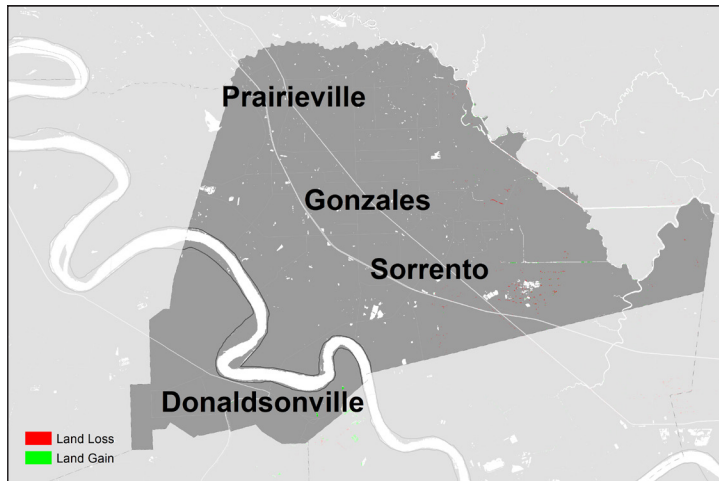 Prairieville
Gonzales
Sorrento
Donaldsonville
Land Loss
Land Gain